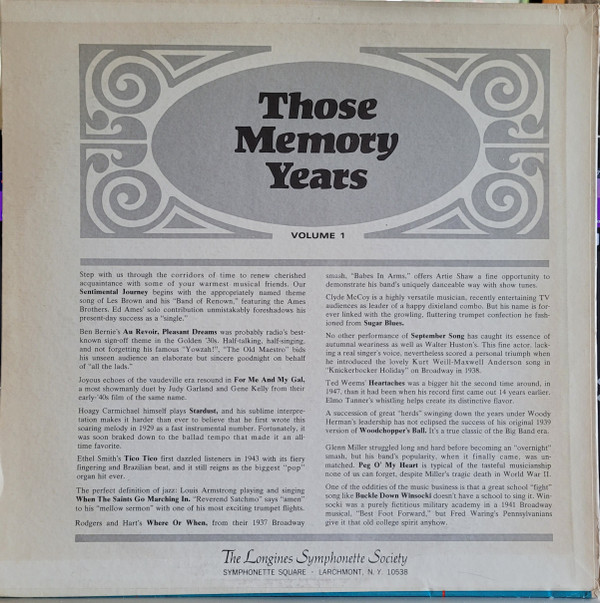 Those
Memory
Years
VOLUME 1
Step with us through the corridors of time to renew cherished
acquaintance with some of your warmest musical friends. Our
Sentimental Journey begins with the appropriately named theme
song of Les Brown and his "Band of Renown," featuring the Ames
Brothers. Ed Ames' solo contribution unmistakably foreshadows his
present-day success as a "single."
Ben Bernie's Au Revoir, Pleasant Dreams was probably radio's best-
known sign-off theme in the Golden '30s. Half-talking, half-singing,
and not forgetting his famous "Yowzah!", "The Old Maestro" bids
his unseen audience an elaborate but sincere goodnight on behalf
of "all the lads."
Joyous echoes of the vaudeville era resound in For Me And My Gal,
a most showmanly duet by Judy Garland and Gene Kelly from their
early-'40s film of the same name.
Hoagy Carmichael himself plays Stardust, and his sublime interpre-
tation makes it harder than ever to believe that he first wrote this
soaring melody in 1929 as a fast instrumental number. Fortunately, it
was soon braked down to the ballad tempo that made it an all-
time favorite.
Ethel Smith's Tico Tico first dazzled listeners in 1943 with its fiery
fingering and Brazilian beat, and it still reigns as the biggest "pop"
organ hit ever.
The perfect definition of jazz: Louis Armstrong playing and singing
When The Saints Go Marching In. "Reverend Satchmo" says "amen"
to his "mellow sermon" with one of his most exciting trumpet flights.
Rodgers and Hart's Where Or When, from their 1937 Broadway
smash, "Babes In Arms," offers Artie Shaw a fine opportunity to
demonstrate his band's uniquely danceable way with show tunes.
Clyde McCoy is a highly versatile musician, recently entertaining TV
audiences as leader of a happy dixieland combo. But his name is for-
ever linked with the growling, fluttering trumpet confection he fash-
ioned from Sugar Blues.
No other performance of September Song has caught its essence of
autumnal weariness as well as Walter Huston's. This fine actor, lack-
ing a real singer's voice, nevertheless scored a personal triumph when
he introduced the lovely Kurt Weill-Maxwell Anderson song in
"Knickerbocker Holiday" on Broadway in 1938.
Ted Weems' Heartaches was a bigger hit the second time around, in
1947, than it had been when his record first came out 14 years earlier.
Elmo Tanner's whistling helps create its distinctive flavor.
A succession of great "herds" swinging down the years under Woody
Herman's leadership has not eclipsed the success of his original 1939
version of Woodchopper's Ball. It's a true classic of the Big Band era.
Glenn Miller struggled long and hard before becoming an "overnight"
smash, but his band's popularity, when it finally came, was un-
matched. Peg O' My Heart is typical of the tasteful musicianship
none of us can forget, despite Miller's tragic death in World War II.
One of the oddities of the music business is that a great school "fight"
song like Buckle Down Winsocki doesn't have a school to sing it. Win-
socki was a purely fictitious military academy in a 1941 Broadway
musical, "Best Foot Forward," but Fred Waring's Pennsylvanians
give it that old college spirit anyhow.
The Longines Symphonette Society
SYMPHONETTE SQUARE · LARCHMONT, N. Y. 10538